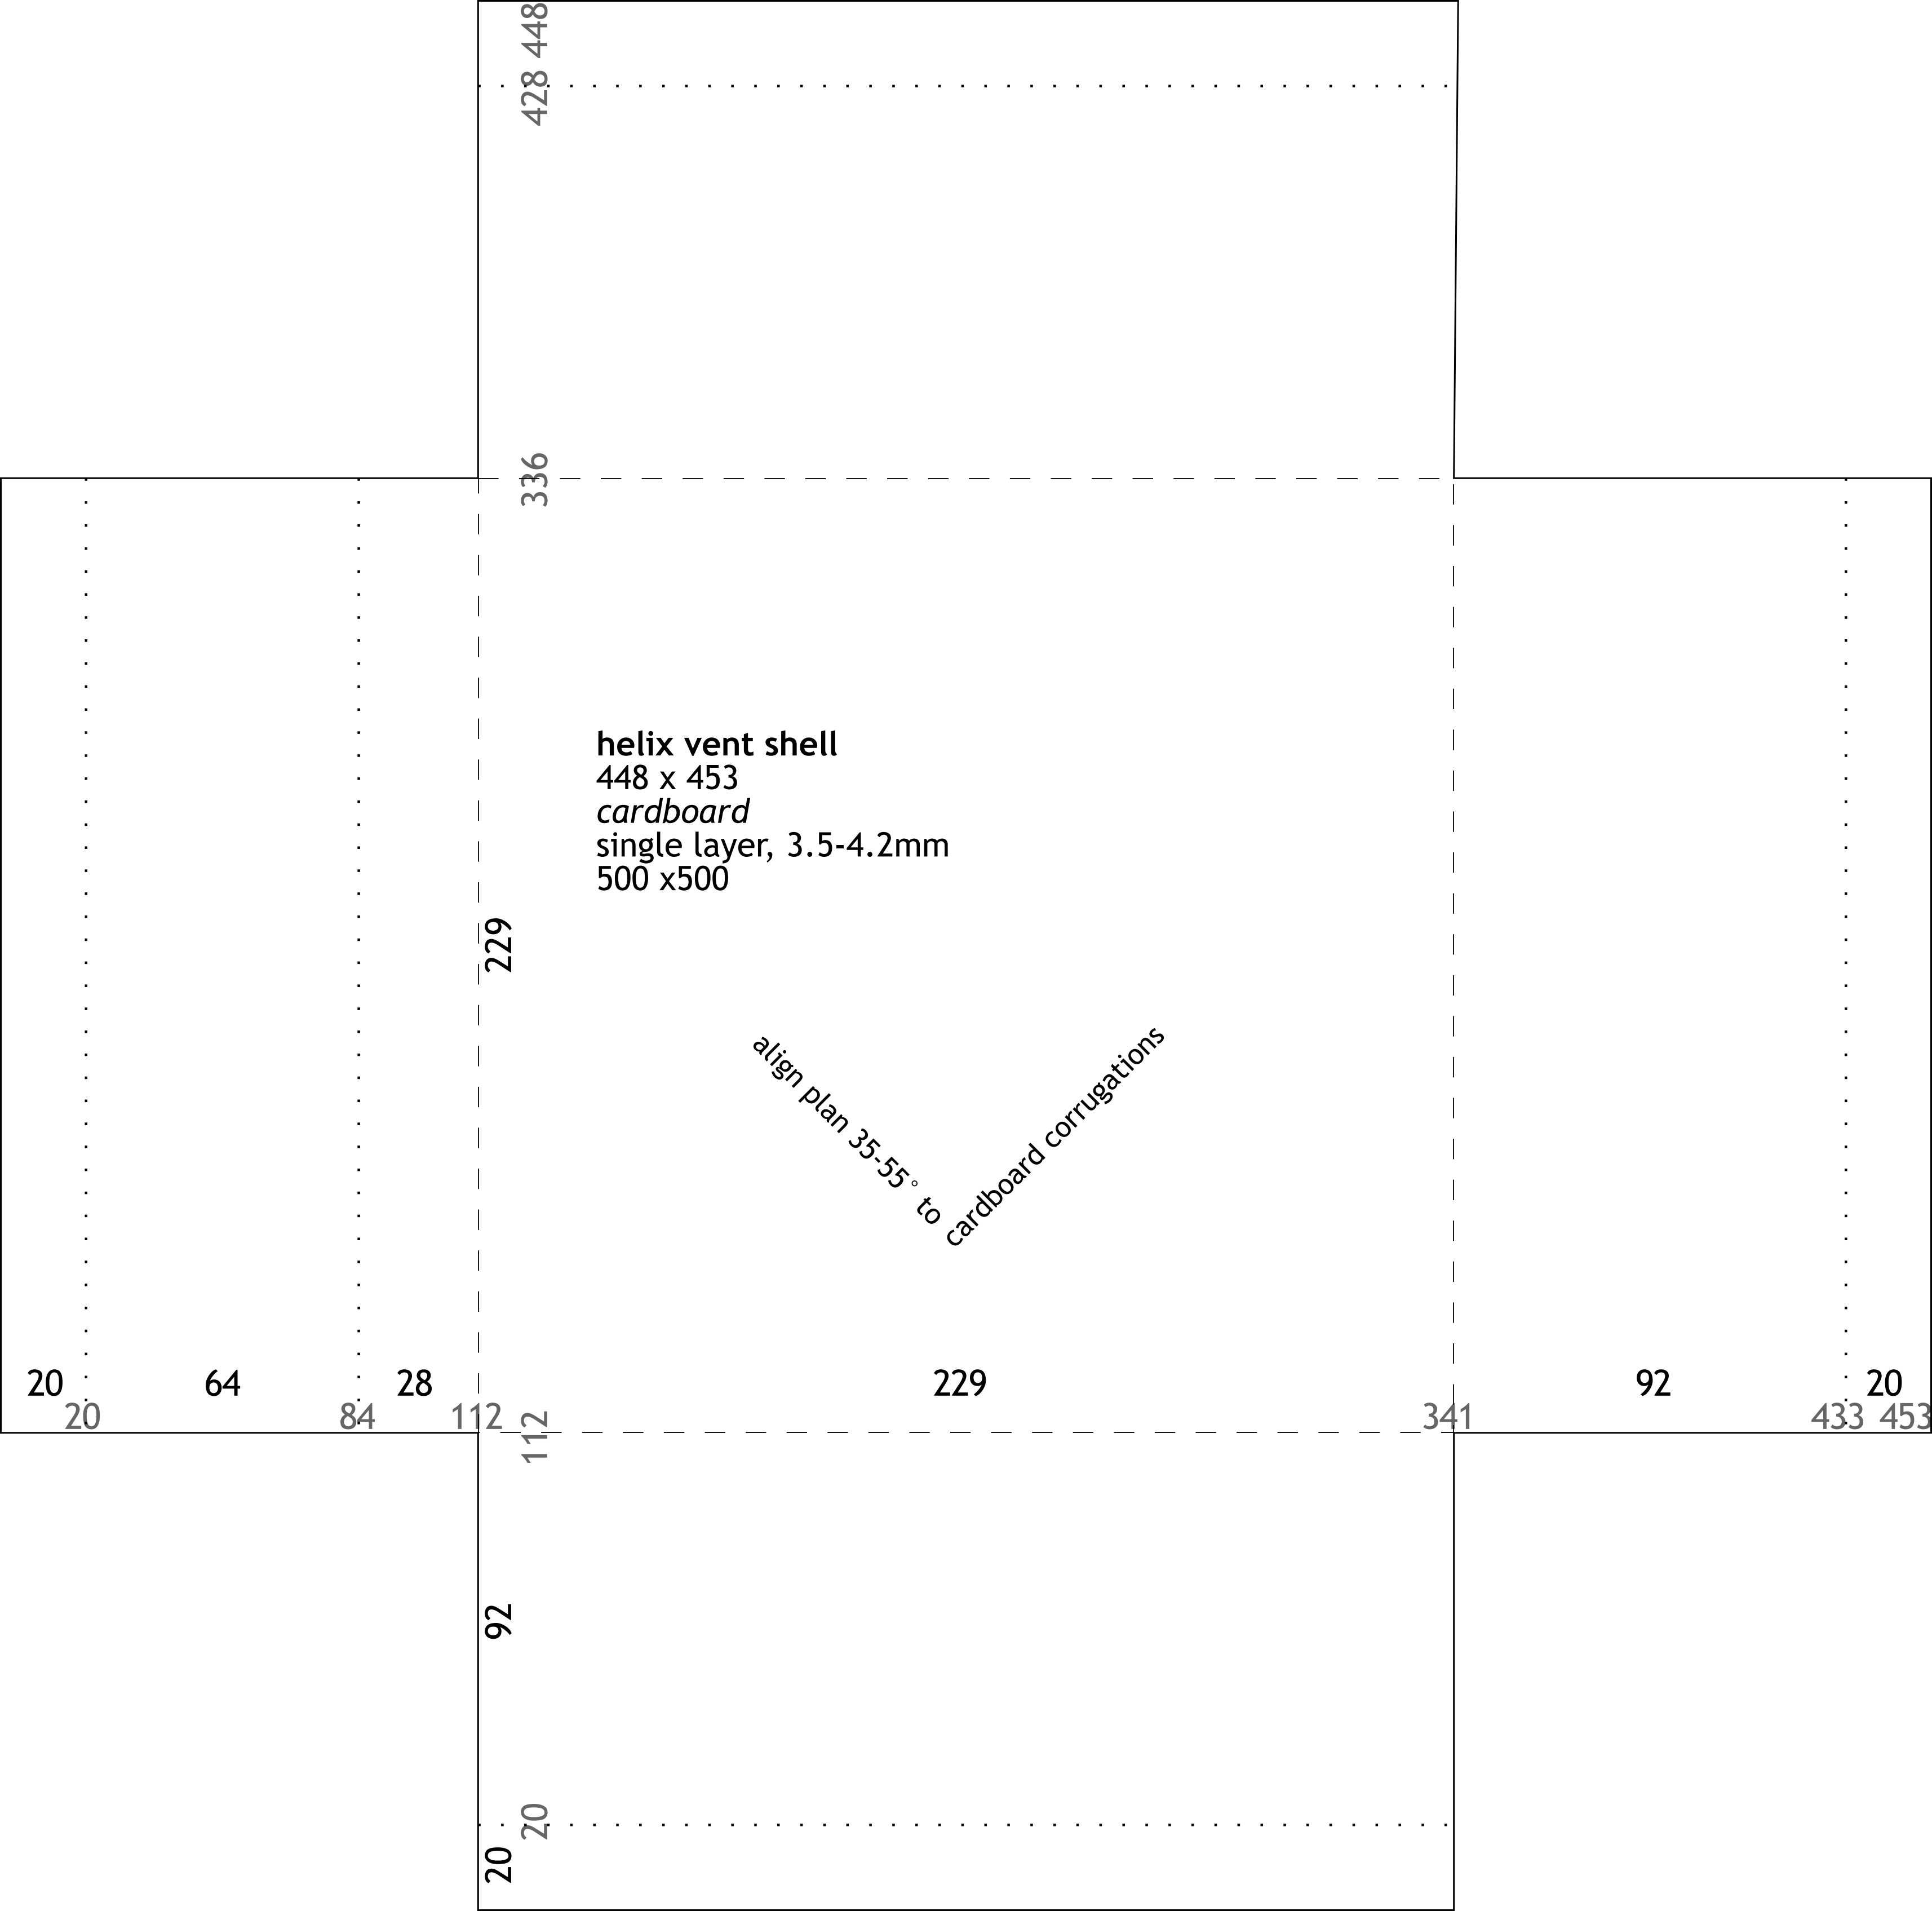 448
428
336
helix vent shell
448 x 453
cardboard
single layer, 3.5-4.2mm
500 x500
229
align plan 35-55° to
cardboard corrugations
20 64 28 229 92 20
20 84 112 341 433 453
112
92
20
20